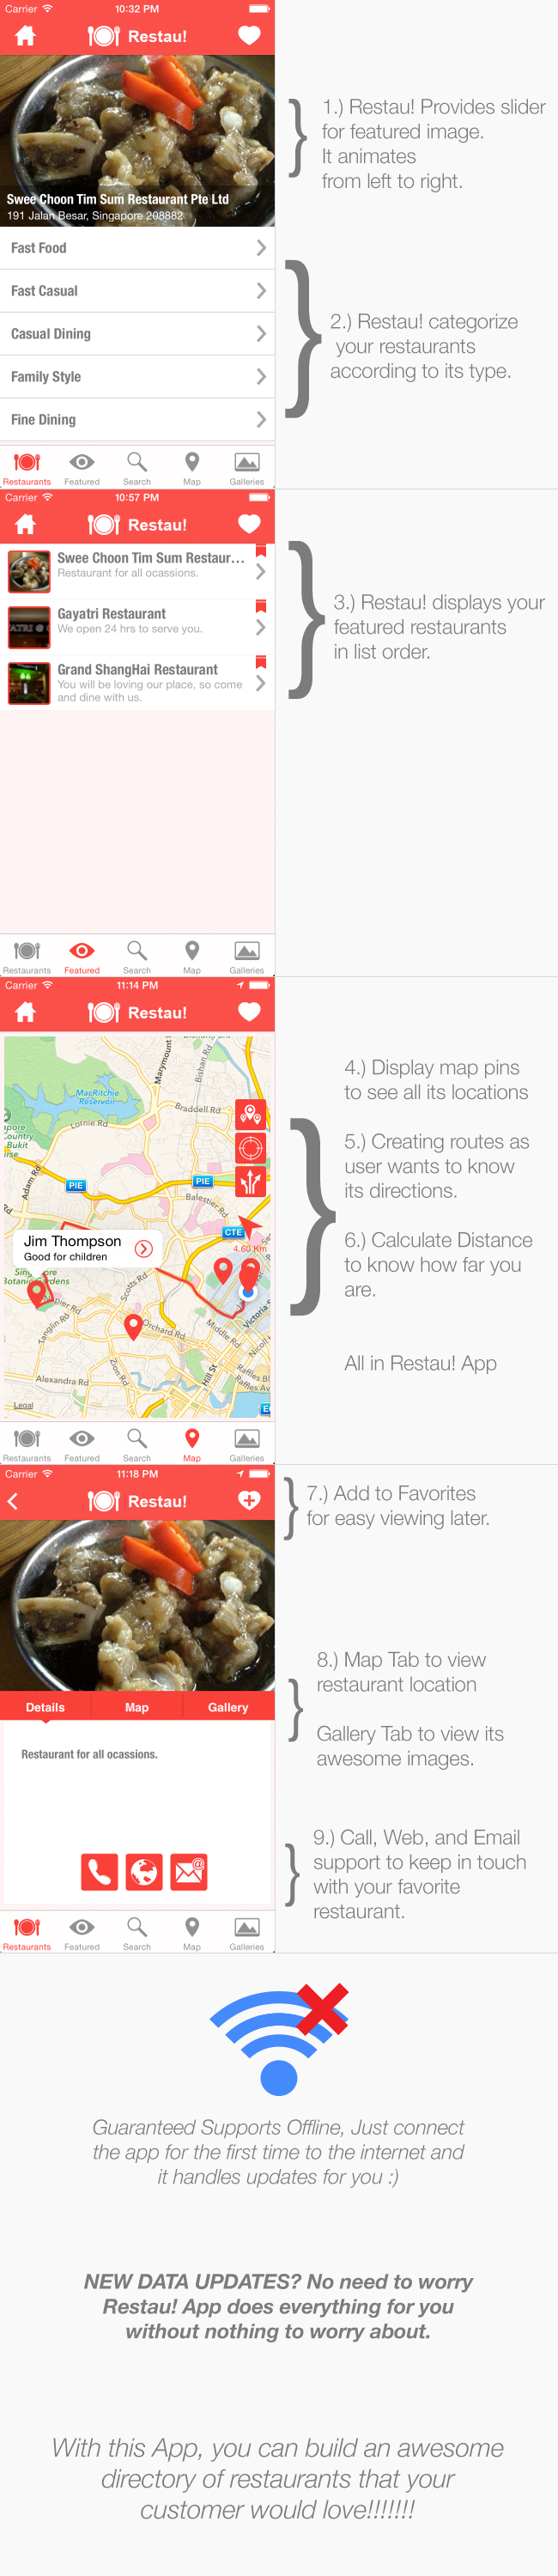 Carrier 10:32 PM
Restau!
Swee Choon Tim Sum Restaurant Pte Ltd
191 Jalan Besar, Singapore 208882
Fast Food
Fast Casual
Casual Dining
Family Style
Fine Dining
Restaurants Featured Search Map Galleries
1.) Restau! Provides slider
for featured image.
It animates
from left to right.
2.) Restau! categorize
your restaurants
according to its type.
Carrier 10:57 PM
Restau!
Swee Choon Tim Sum Restaur...
Restaurant for all ocassions.
Gayatri Restaurant
We open 24 hrs to serve you.
Grand ShangHai Restaurant
You will be loving our place, so come
and dine with us.
Restaurants Featured Search Map Galleries
3.) Restau! displays your
featured restaurants
in list order.
Carrier 11:14 PM
Restau!
Marymount
Bishan Rd
MacRitchie
Reservoir
Lornie Rd
Braddell Rd
Country
Bukit
Adam Rd
PIE
PIE
Balestier Rd
CTE
4.60 Km
Jim Thompson
Good for children
Napier Rd
Tanglin Rd
Scotts Rd
Orchard Rd
Middle Rd
Victoria S
Nicol
Zion Rd
Hill St
Raffles Bl
Raffles Av
Alexandra Rd
Legal
Restaurants Featured Search Map Galleries
4.) Display map pins
to see all its locations
5.) Creating routes as
user wants to know
its directions.
6.) Calculate Distance
to know how far you
are.
All in Restau! App
Carrier 11:18 PM
Restau!
Details Map Gallery
Restaurant for all ocassions.
Restaurants Featured Search Map Galleries
7.) Add to Favorites
for easy viewing later.
8.) Map Tab to view
restaurant location
Gallery Tab to view its
awesome images.
9.) Call, Web, and Email
support to keep in touch
with your favorite
restaurant.
Guaranteed Supports Offline, Just connect
the app for the first time to the internet and
it handles updates for you :)
NEW DATA UPDATES? No need to worry
Restau! App does everything for you
without nothing to worry about.
With this App, you can build an awesome
directory of restaurants that your
customer would love!!!!!!!